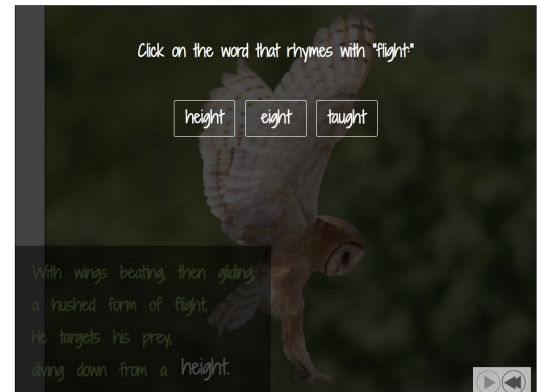 Click on the word that rhymes with "flight:"
height
eight
taught
With wings beating, then gliding,
a hushed form of flight,
He targets his prey,
diving down from a height.